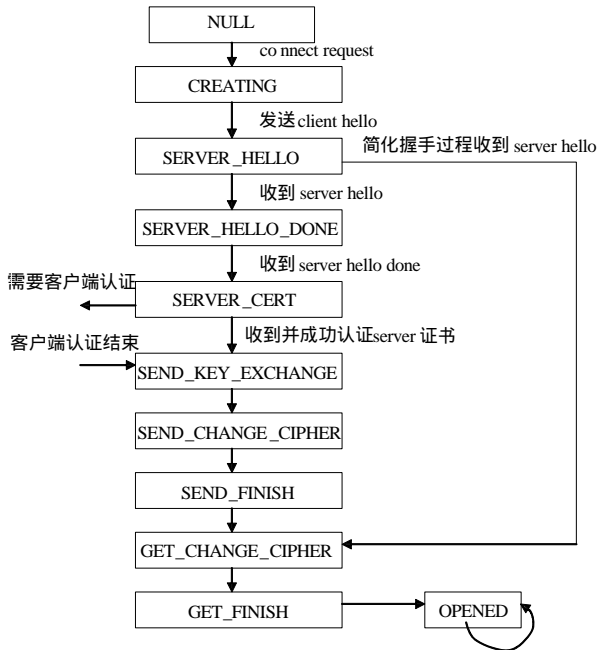 NULL
co nnect request
CREATING
发送client hello
简化握手过程收到 server hello
SERVER_HELLO
收到 server hello
SERVER_HELLO_DONE
收到 server hello done
需要客户端认证
SERVER_CERT
收到并成功认证server 证书
客户端认证结束
SEND_KEY_EXCHANGE
SEND_CHANGE_CIPHER
SEND_FINISH
GET_CHANGE_CIPHER
GET_FINISH
OPENED